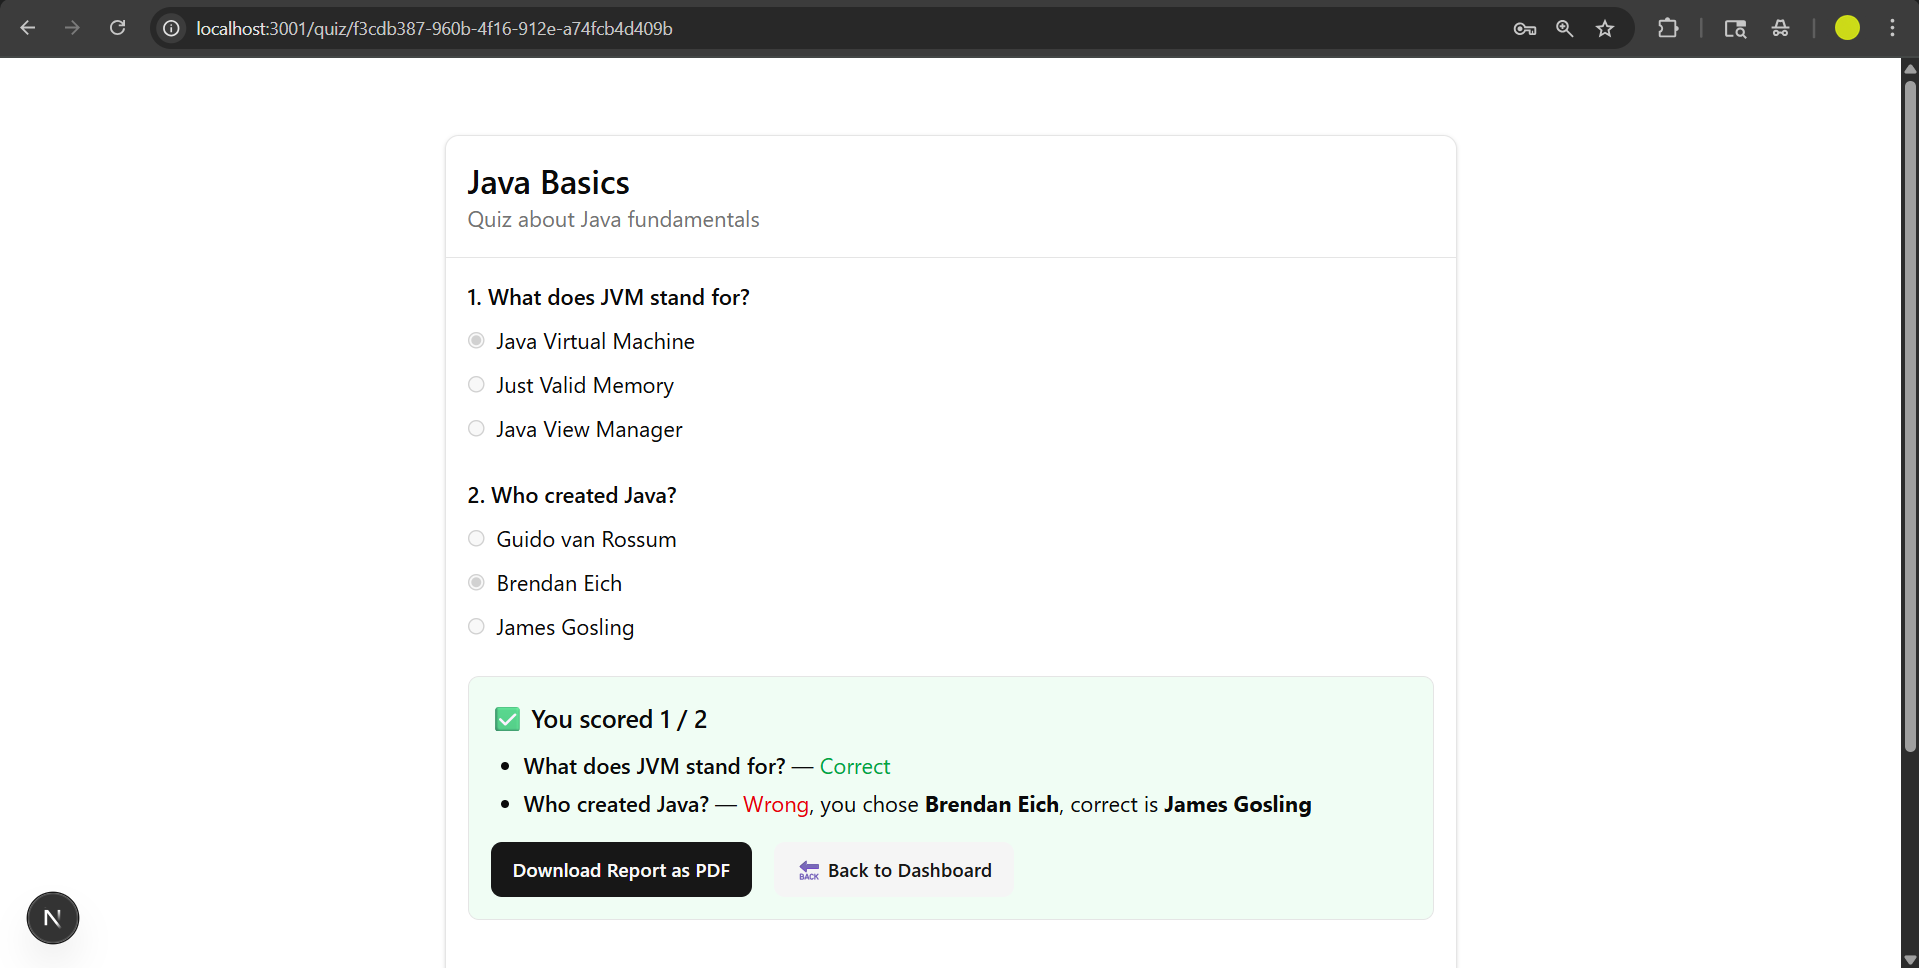 localhost:3001/quiz/f3cdb387-960b-4f16-912e-a74fcb4d409b
Java Basics
Quiz about Java fundamentals
1. What does JVM stand for?
Java Virtual Machine
Just Valid Memory
Java View Manager
2. Who created Java?
Guido van Rossum
Brendan Eich
James Gosling
✅ You scored 1 / 2
• What does JVM stand for? — Correct
• Who created Java? — Wrong, you chose Brendan Eich, correct is James Gosling
Download Report as PDF
🔙 Back to Dashboard
N